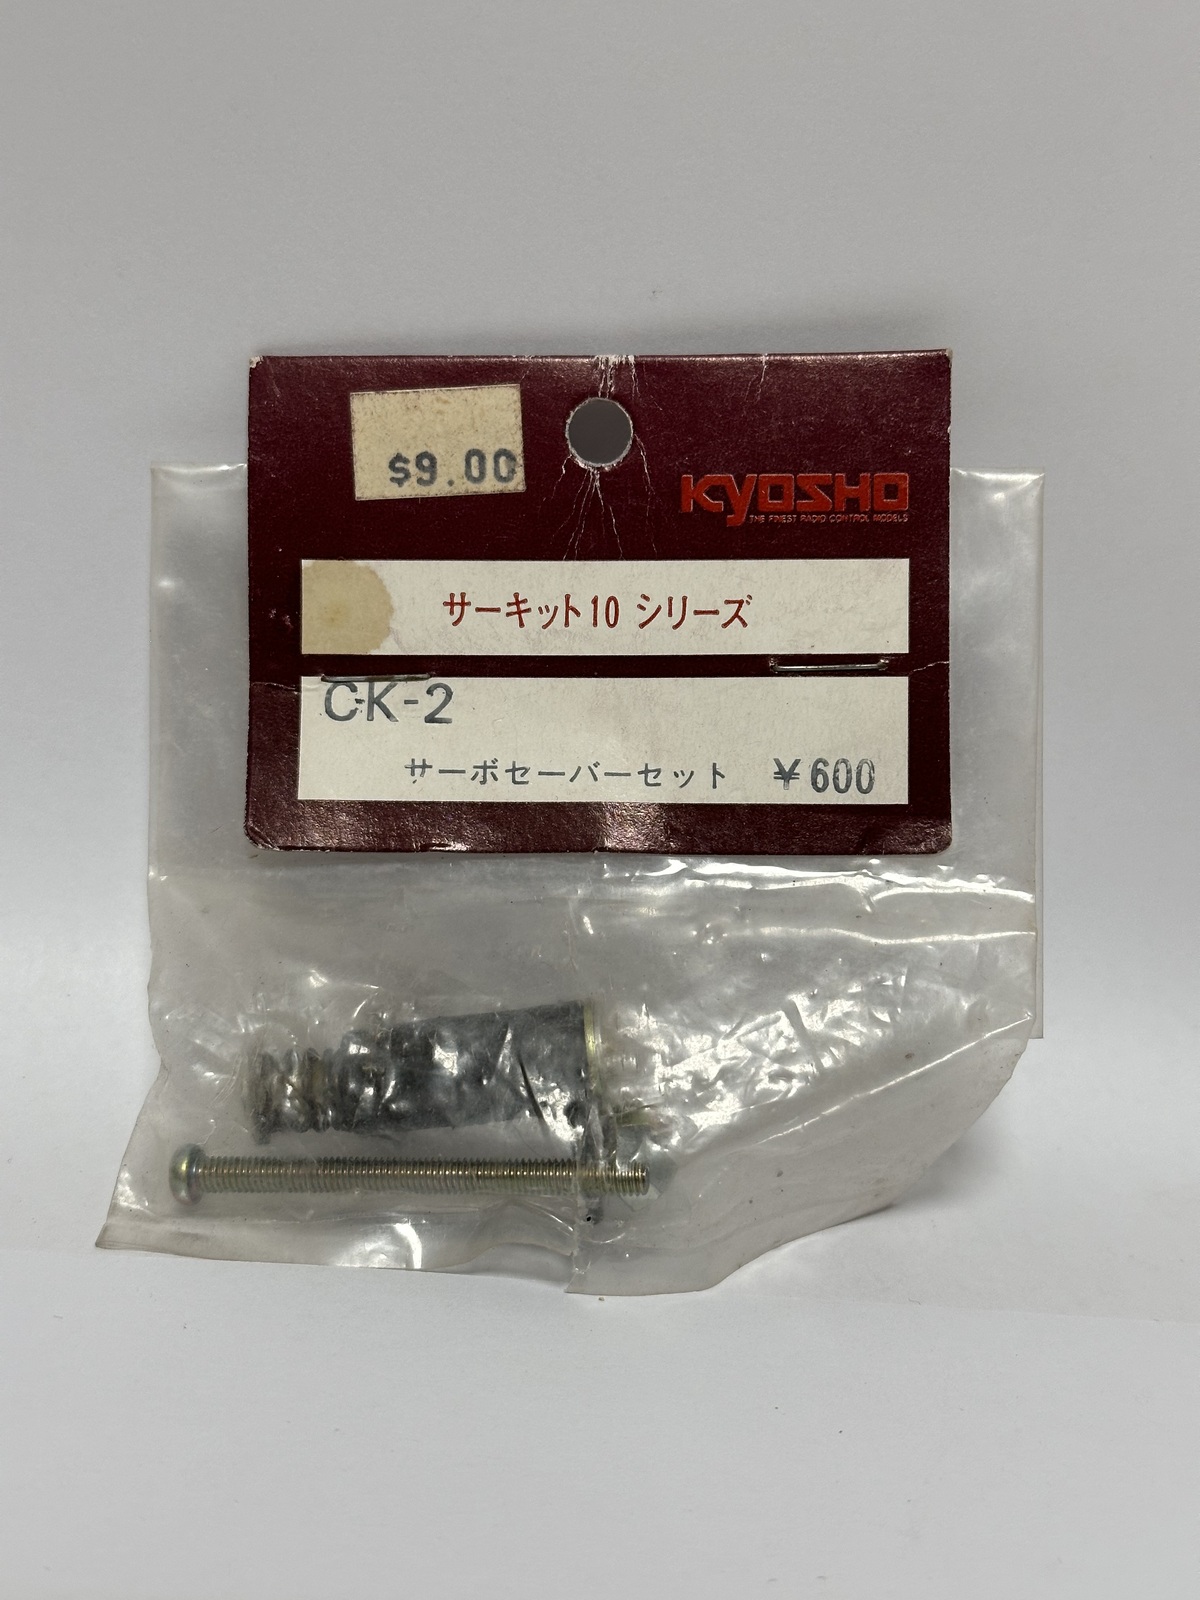 $9.00
KYOSHO
THE FINEST RADIO CONTROL MODELS
サーキット10 シリーズ
CK-2
サーボセーバーセット ¥600